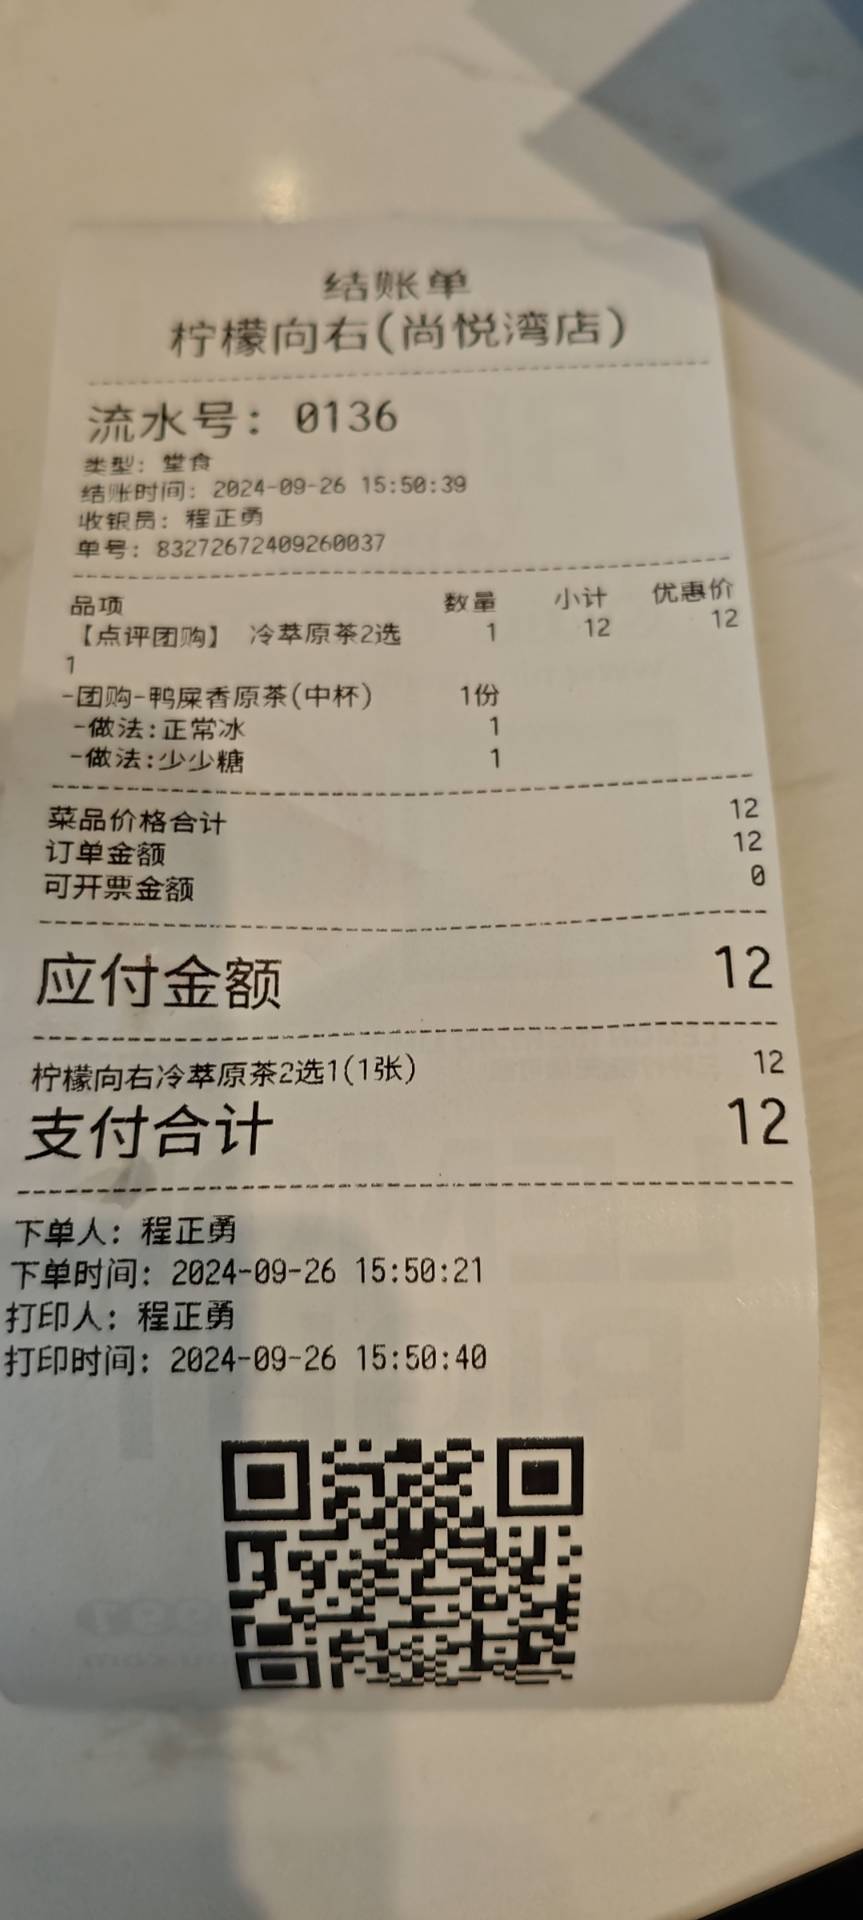 结账单
柠檬向右(尚悦湾店)
流水号: 0136
类型: 堂食
结账时间: 2024-09-26 15:50:39
收银员: 程正勇
单号: 83272672409260037
品项 数量 小计 优惠价
【点评团购】 冷萃原茶2选 1 12 12
1
-团购-鸭屎香原茶(中杯) 1份
-做法:正常冰 1
-做法:少少糖 1
菜品价格合计 12
订单金额 12
可开票金额 0
应付金额 12
柠檬向右冷萃原茶2选1(1张) 12
支付合计 12
下单人: 程正勇
下单时间: 2024-09-26 15:50:21
打印人: 程正勇
打印时间: 2024-09-26 15:50:40